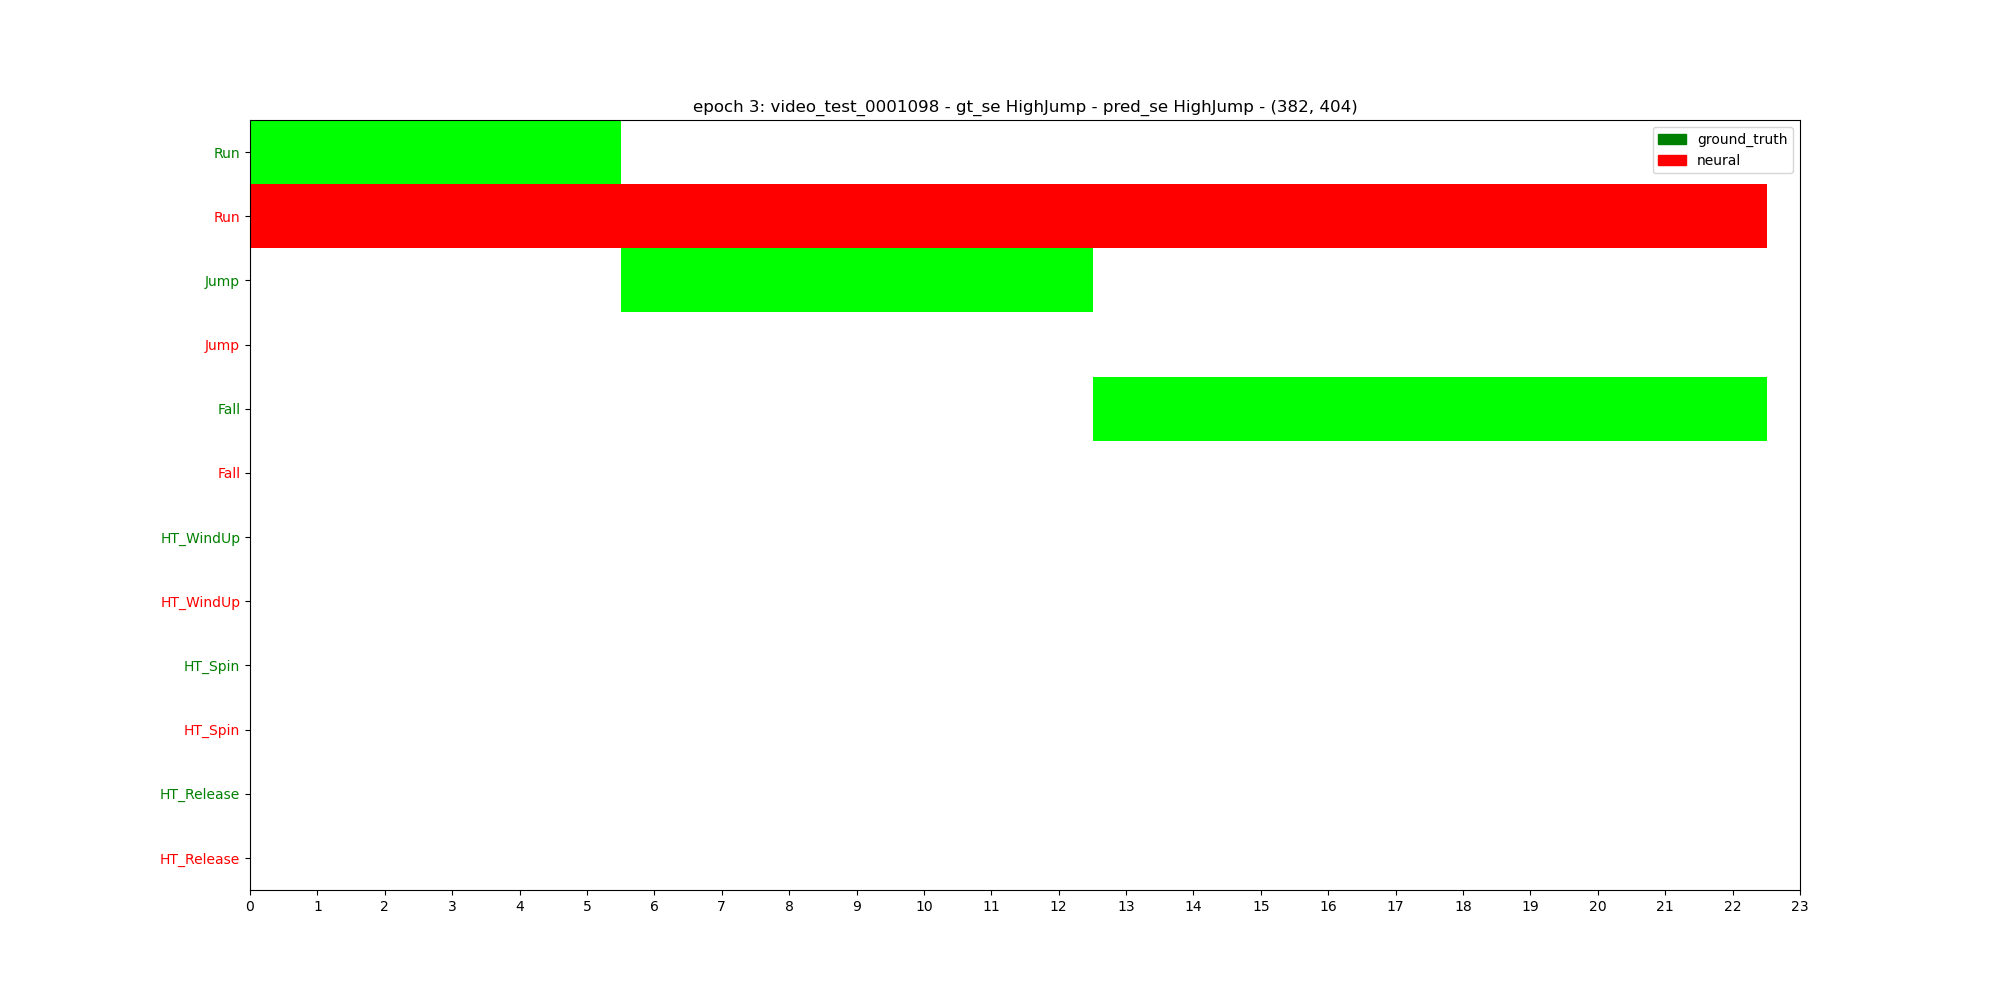 epoch 3: video_test_0001098 - gt_se HighJump - pred_se HighJump - (382, 404)
ground_truth
neural
Run
Run
Jump
Jump
Fall
Fall
HT_WindUp
HT_WindUp
HT_Spin
HT_Spin
HT_Release
HT_Release
0 1 2 3 4 5 6 7 8 9 10 11 12 13 14 15 16 17 18 19 20 21 22 23